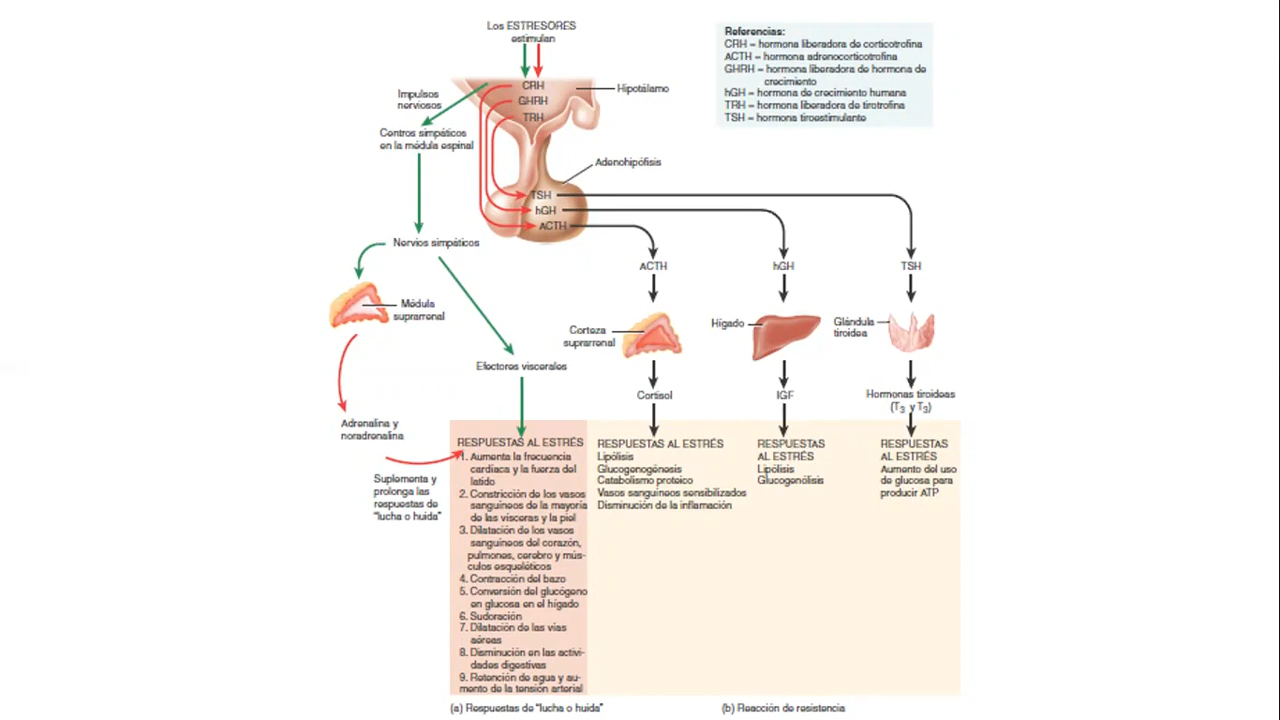 Los ESTRESORES
estimulan
CRH
GHRH
TRH
Hipotálamo
Impulsos
nerviosos
Centros simpáticos
en la médula espinal
Adenohipófisis
TSH
hGH
ACTH
Referencias:
CRH = hormona liberadora de corticotrofina
ACTH = hormona adrenocorticotrofina
GHRH = hormona liberadora de hormona de
crecimiento
hGH = hormona de crecimiento humana
TRH = hormona liberadora de tirotrofina
TSH = hormona tiroestimulante
Nervios simpáticos
Médula
suprarrenal
Efectores viscerales
Adrenalina y
noradrenalina
Suplementa y
prolonga las
respuestas de
"lucha o huida"
ACTH
hGH
TSH
Corteza
suprarrenal
Hígado
Glándula
tiroidea
Cortisol
IGF
Hormonas tiroideas
(T3 y T3)
RESPUESTAS AL ESTRÉS
1. Aumenta la frecuencia
cardíaca y la fuerza del
latido
2. Constricción de los vasos
sanguíneos de la mayoría
de las vísceras y la piel
3. Dilatación de los vasos
sanguíneos del corazón,
pulmones, cerebro y mús-
culos esqueléticos
4. Contracción del bazo
5. Conversión del glucógeno
en glucosa en el hígado
6. Sudoración
7. Dilatación de las vías
aéreas
8. Disminución en las activi-
dades digestivas
9. Retención de agua y au-
mento de la tensión arterial
RESPUESTAS AL ESTRÉS
Lipólisis
Glucogenogénesis
Catabolismo proteico
Vasos sanguíneos sensibilizados
Disminución de la inflamación
RESPUESTAS
AL ESTRÉS
Lipólisis
Glucogenólisis
RESPUESTAS
AL ESTRÉS
Aumento del uso
de glucosa para
producir ATP
(a) Respuestas de "lucha o huida"
(b) Reacción de resistencia